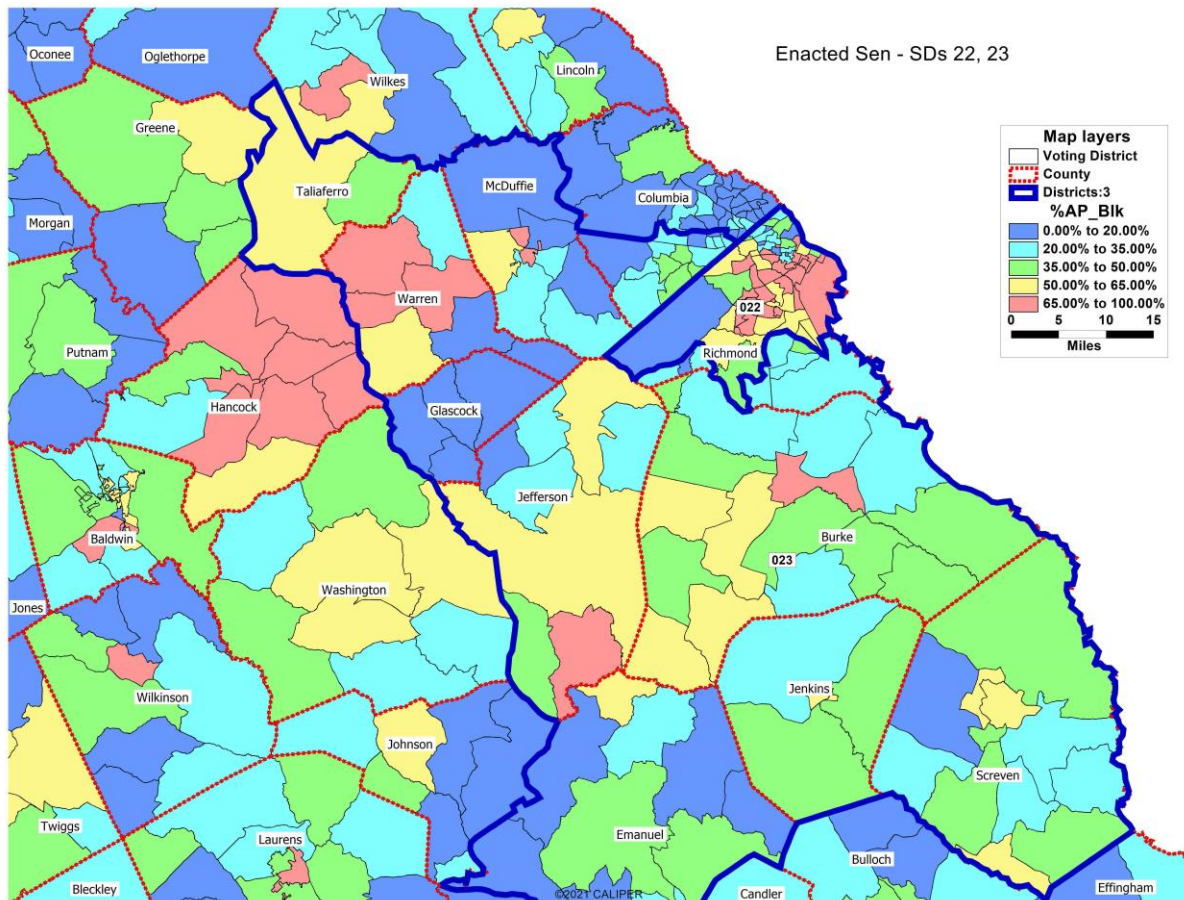 Enacted Sen - SDs 22, 23
Oconee
Oglethorpe
Wilkes
Lincoln
Greene
Taliaferro
McDuffie
Columbia
Morgan
Warren
022
Richmond
Putnam
Hancock
Glascock
Jefferson
Baldwin
Burke
023
Washington
Jones
Wilkinson
Jenkins
Johnson
Screven
Twiggs
Laurens
Emanuel
Bulloch
Bleckley
Candler
Effingham
©2021 CALIPER
Map layers
Voting District
County
Districts:3
%AP_Blk
0.00% to 20.00%
20.00% to 35.00%
35.00% to 50.00%
50.00% to 65.00%
65.00% to 100.00%
0 5 10 15
Miles